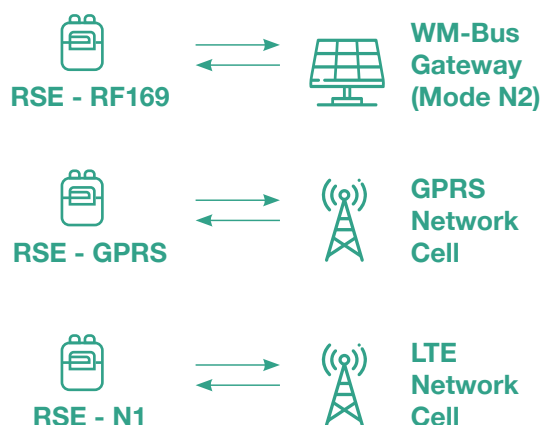 RSE - RF169
WM-Bus
Gateway
(Mode N2)
RSE - GPRS
GPRS
Network
Cell
RSE - N1
LTE
Network
Cell